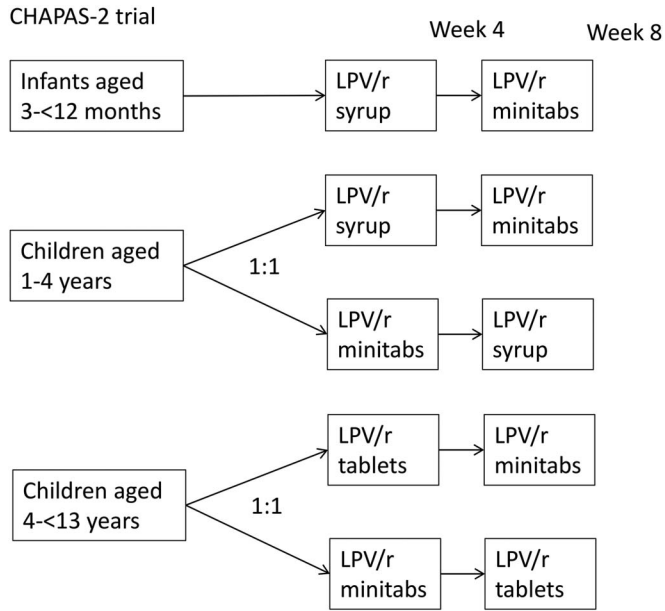 CHAPAS-2 trial
Week 4
Week 8
Infants aged
3-<12 months
LPV/r
syrup
LPV/r
minitabs
Children aged
1-4 years
1:1
LPV/r
syrup
LPV/r
minitabs
LPV/r
minitabs
LPV/r
syrup
Children aged
4-<13 years
1:1
LPV/r
tablets
LPV/r
minitabs
LPV/r
minitabs
LPV/r
tablets